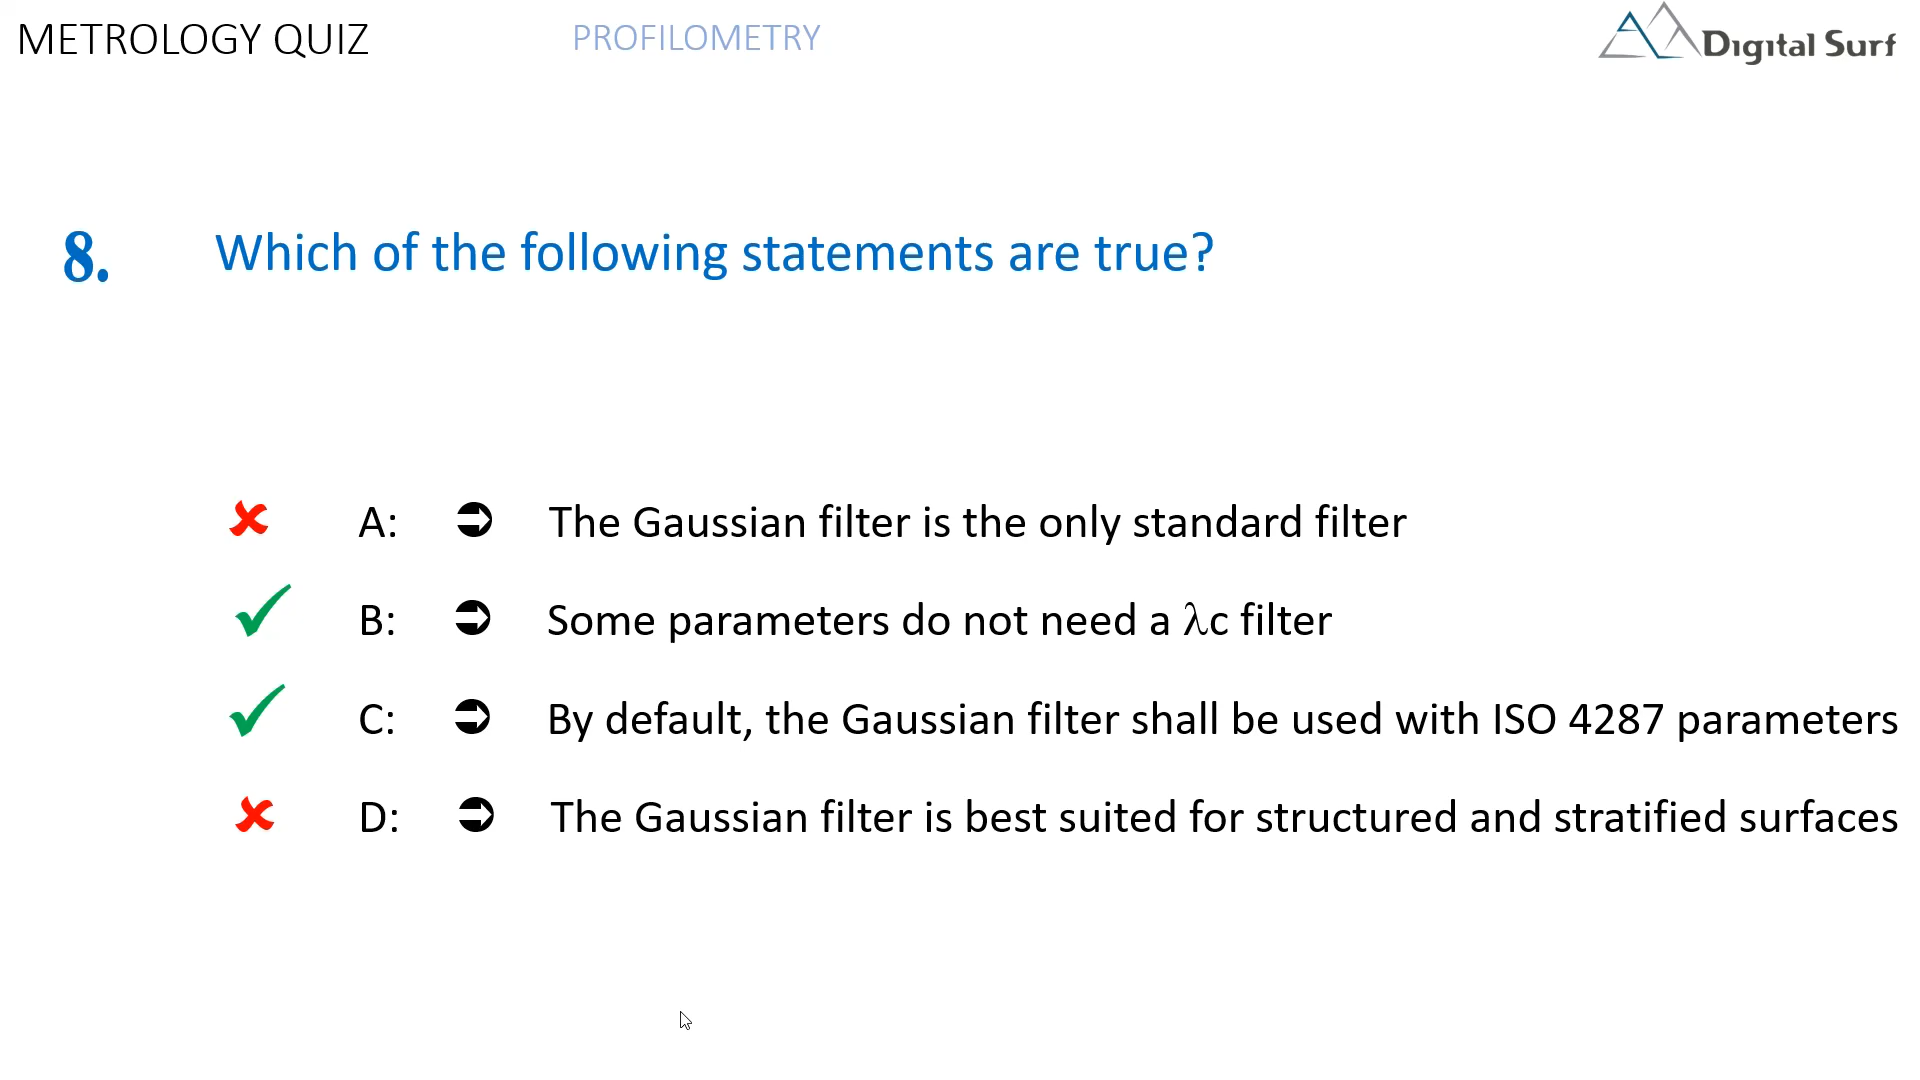 METROLOGY QUIZ
PROFILOMETRY
Digital Surf
8. Which of the following statements are true?
A: The Gaussian filter is the only standard filter
B: Some parameters do not need a λc filter
C: By default, the Gaussian filter shall be used with ISO 4287 parameters
D: The Gaussian filter is best suited for structured and stratified surfaces